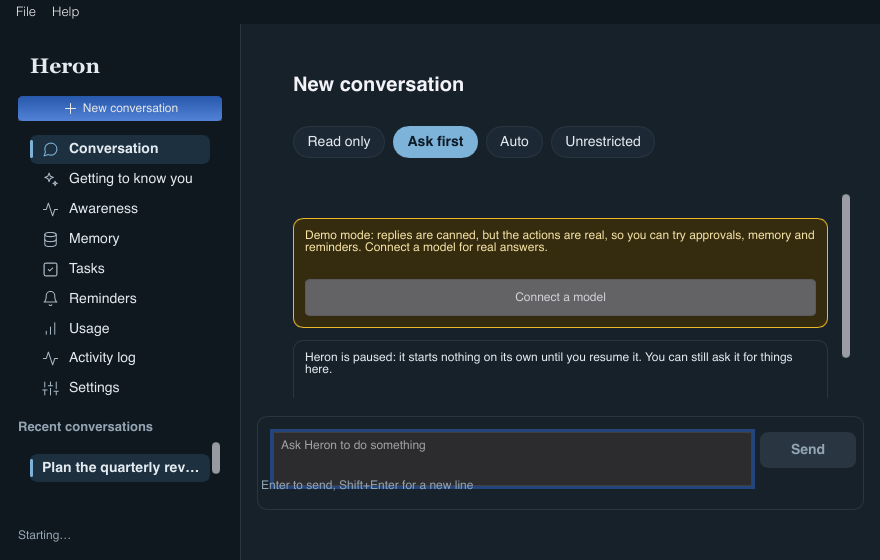 File Help
Heron
New conversation
Conversation
Getting to know you
Awareness
Memory
Tasks
Reminders
Usage
Activity log
Settings
Recent conversations
Plan the quarterly rev...
Starting...
New conversation
Read only Ask first Auto Unrestricted
Demo mode: replies are canned, but the actions are real, so you can try approvals, memory and
reminders. Connect a model for real answers.
Connect a model
Heron is paused: it starts nothing on its own until you resume it. You can still ask it for things
here.
Ask Heron to do something
Send
Enter to send, Shift+Enter for a new line